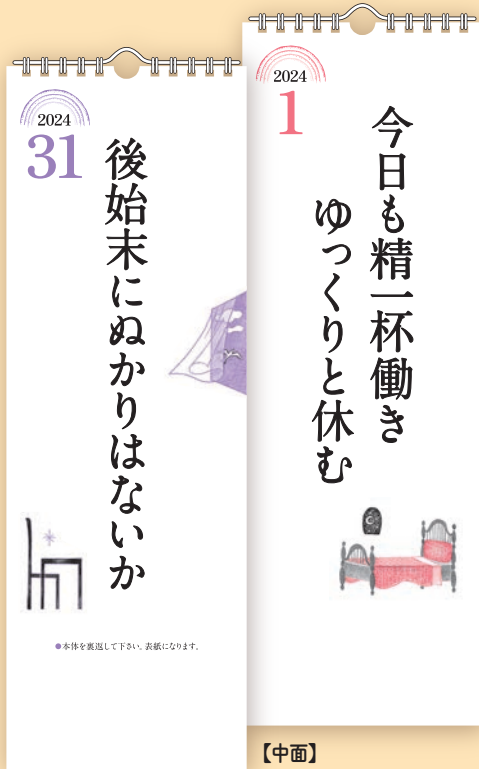 2024
31
後始末にぬかりはないか
●本体を裏返して下さい。表紙になります。
2024
1
今日も精一杯働き
ゆっくりと休む
【中面】